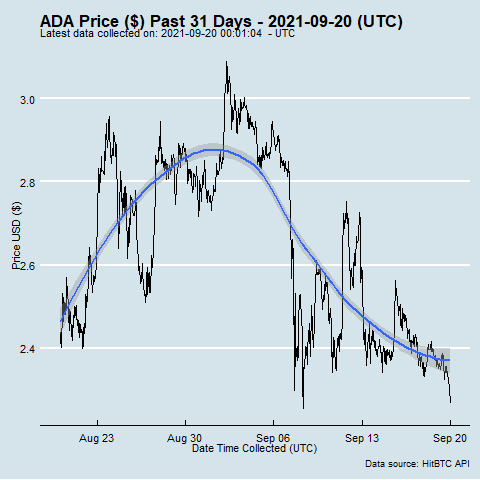 ADA Price ($) Past 31 Days - 2021-09-20 (UTC)
Latest data collected on: 2021-09-20 00:01:04 - UTC
3.0
2.8
2.6
2.4
Price USD ($)
Aug 23
Aug 30
Sep 06
Sep 13
Sep 20
Date Time Collected (UTC)
Data source: HitBTC API